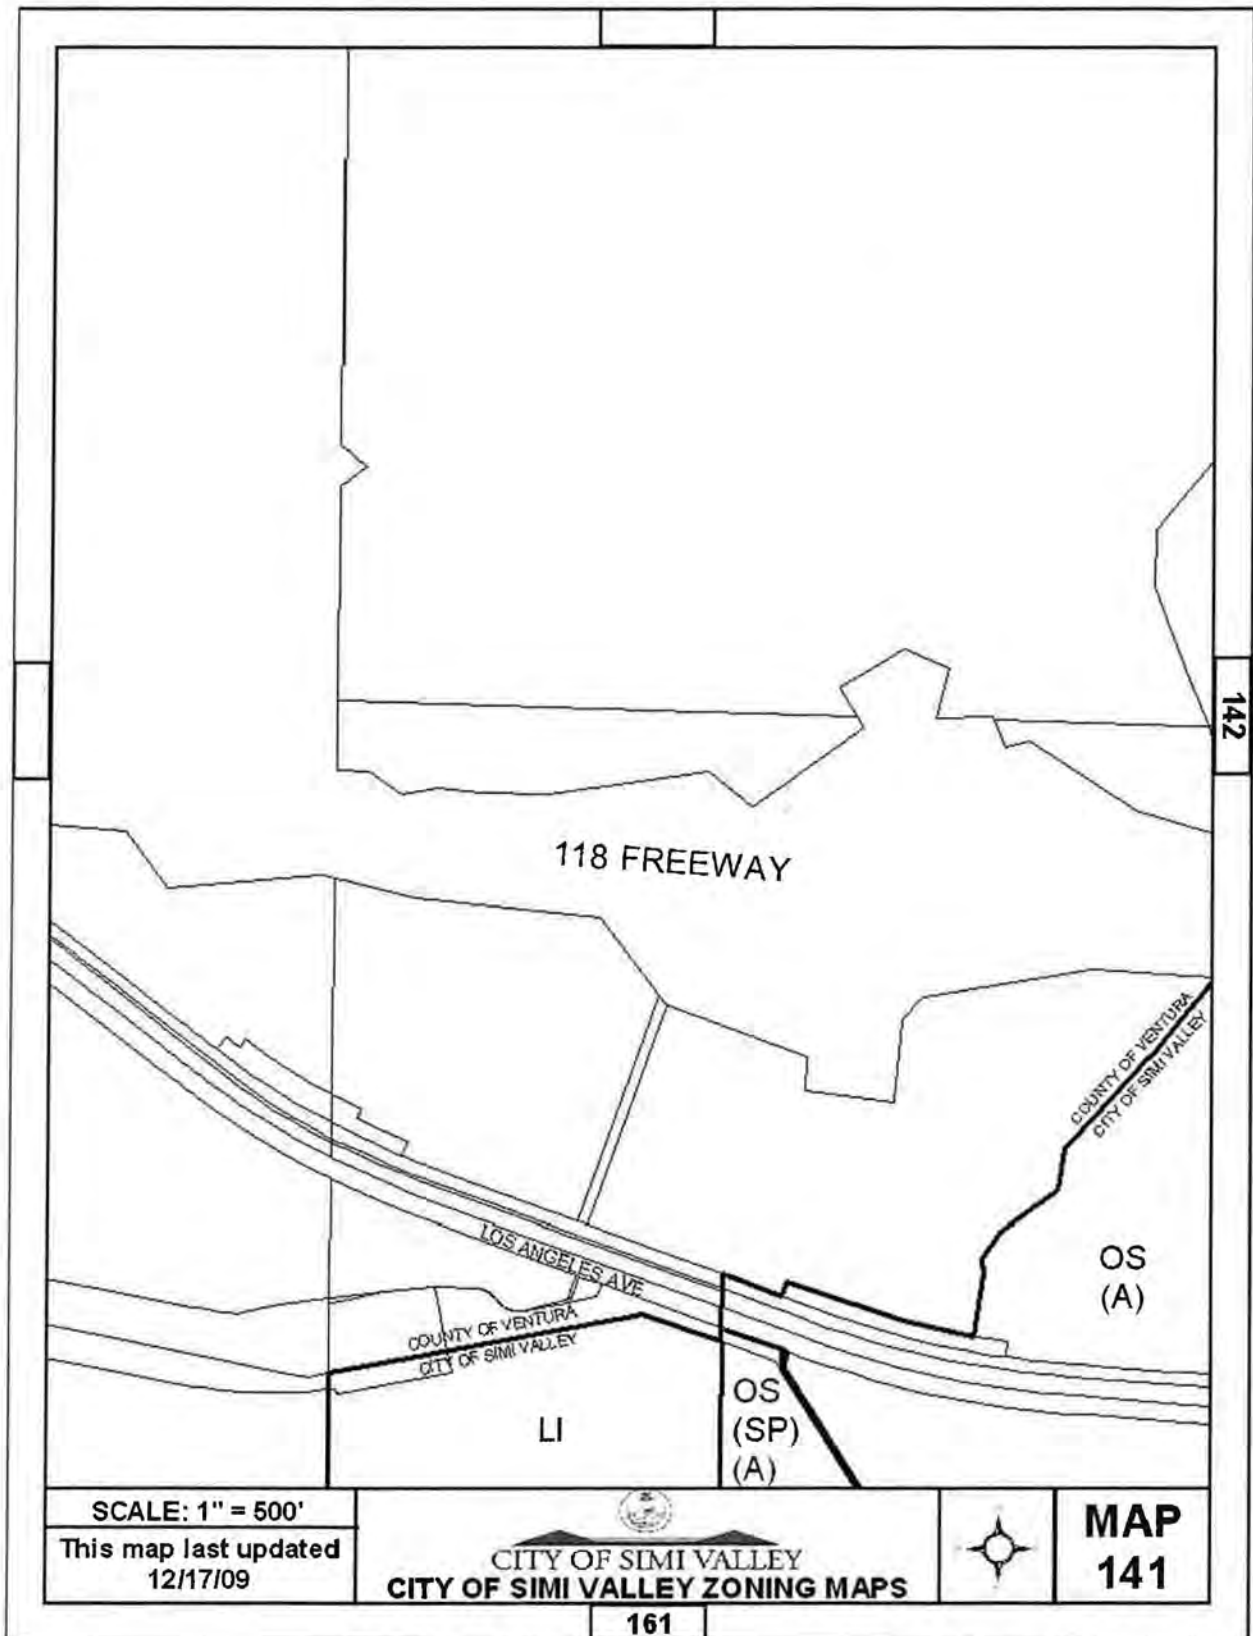 142
118 FREEWAY
COUNTY OF VENTURA
CITY OF SIMI VALLEY
OS
(A)
LOS ANGELES AVE
COUNTY OF VENTURA
CITY OF SIMI VALLEY
LI
OS
(SP)
(A)
SCALE: 1" = 500'
This map last updated
12/17/09
CITY OF SIMI VALLEY
CITY OF SIMI VALLEY ZONING MAPS
MAP
141
161